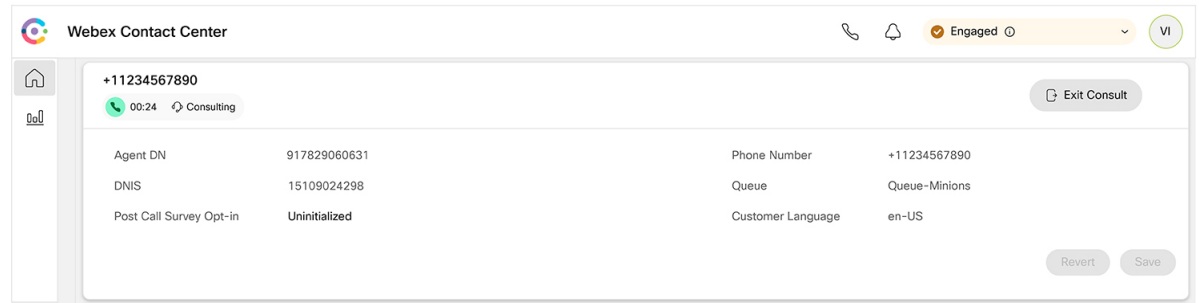 Webex Contact Center
Engaged
VI
+11234567890
00:24 Consulting
Exit Consult
Agent DN 917829060631 Phone Number +11234567890
DNIS 15109024298 Queue Queue-Minions
Post Call Survey Opt-in Uninitialized Customer Language en-US
Revert Save